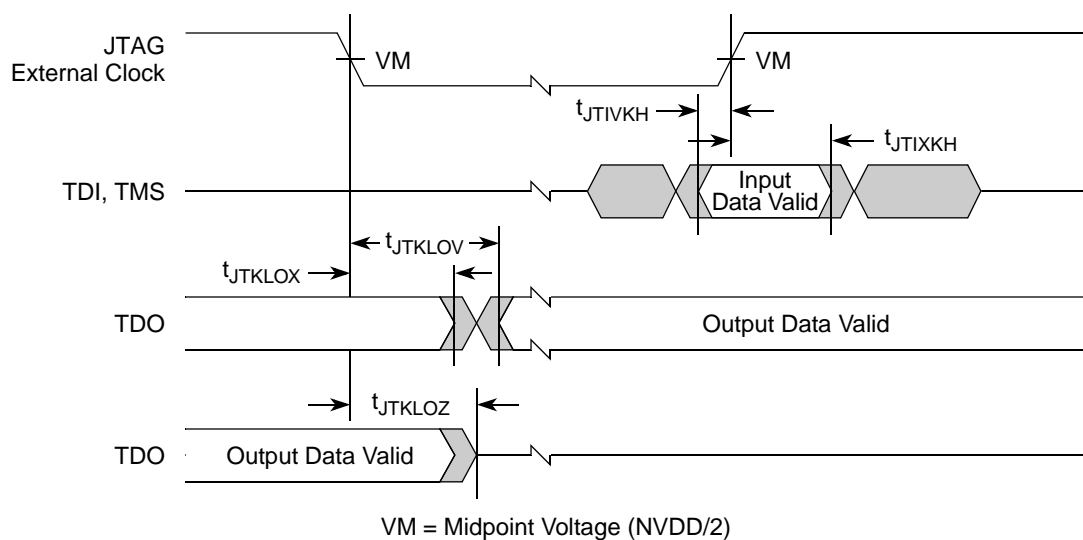 JTAG
External Clock
VM
VM
tJTIVKH
tJTIXKH
TDI, TMS
Input
Data Valid
tJTKLOV
tJTKLOX
TDO
Output Data Valid
tJTKLOZ
TDO
Output Data Valid
VM = Midpoint Voltage (NVDD/2)